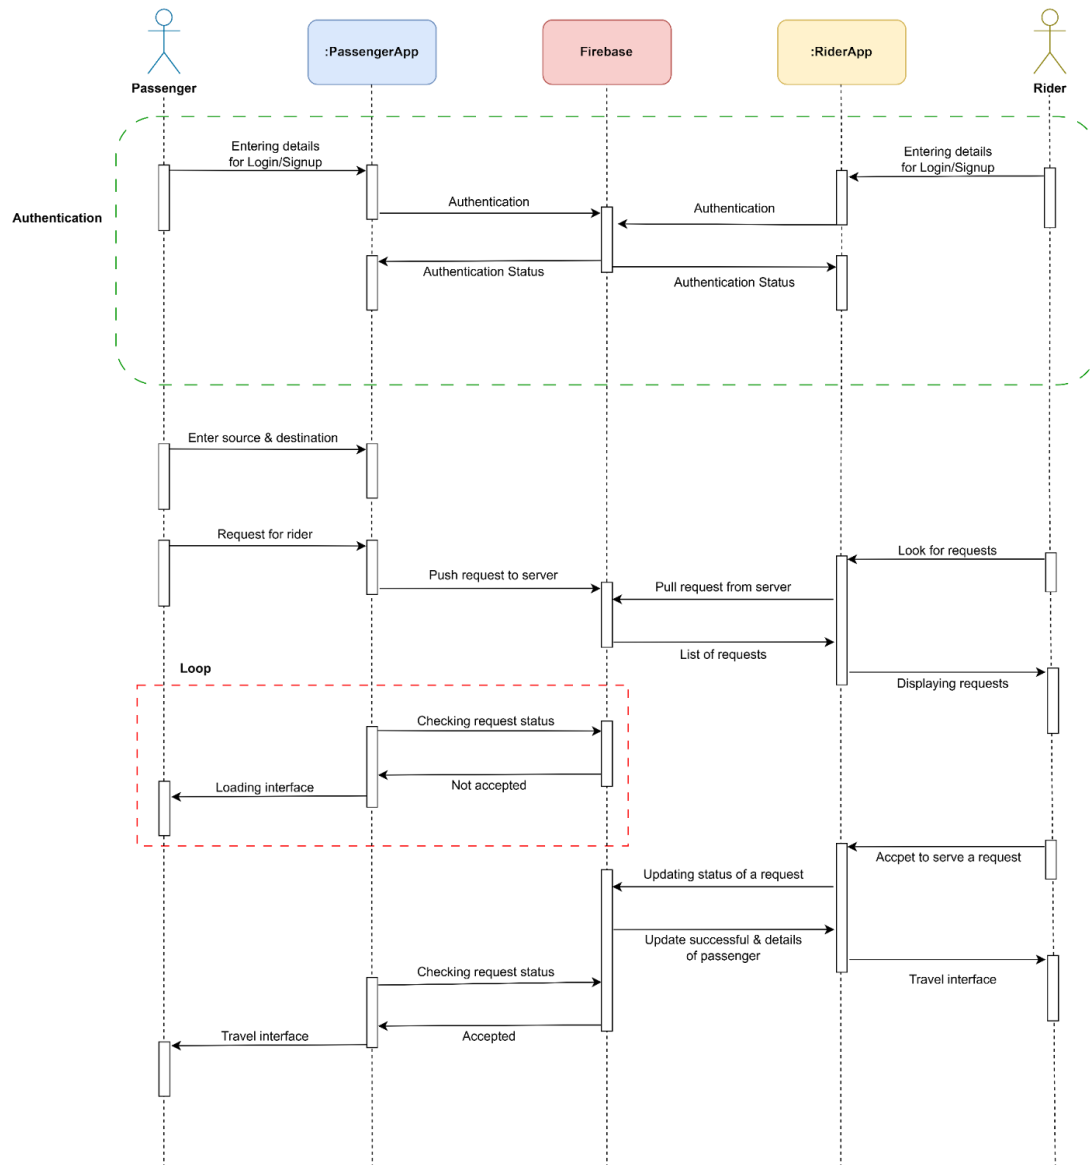 :PassengerApp
Firebase
:RiderApp
Passenger
Rider
Entering details
for Login/Signup
Entering details
for Login/Signup
Authentication
Authentication
Authentication
Authentication Status
Authentication Status
Enter source & destination
Request for rider
Look for requests
Push request to server
Pull request from server
List of requests
Loop
Displaying requests
Checking request status
Not accepted
Loading interface
Accpet to serve a request
Updating status of a request
Update successful & details
of passenger
Checking request status
Travel interface
Travel interface
Accepted